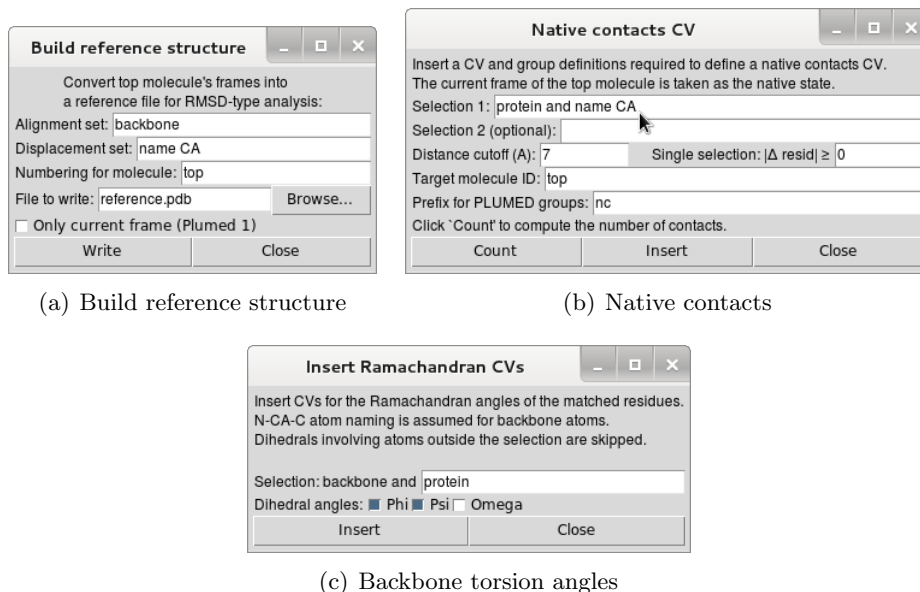 Build reference structure
Convert top molecule's frames into
a reference file for RMSD-type analysis:
Alignment set: backbone
Displacement set: name CA
Numbering for molecule: top
File to write: reference.pdb Browse...
Only current frame (Plumed 1)
Write Close
(a) Build reference structure
Native contacts CV
Insert a CV and group definitions required to define a native contacts CV.
The current frame of the top molecule is taken as the native state.
Selection 1: protein and name CA
Selection 2 (optional):
Distance cutoff (A): 7 Single selection: |Δ resid| ≥ 0
Target molecule ID: top
Prefix for PLUMED groups: nc
Click `Count' to compute the number of contacts.
Count Insert Close
(b) Native contacts
Insert Ramachandran CVs
Insert CVs for the Ramachandran angles of the matched residues.
N-CA-C atom naming is assumed for backbone atoms.
Dihedrals involving atoms outside the selection are skipped.
Selection: backbone and protein
Dihedral angles: Phi Psi Omega
Insert Close
(c) Backbone torsion angles